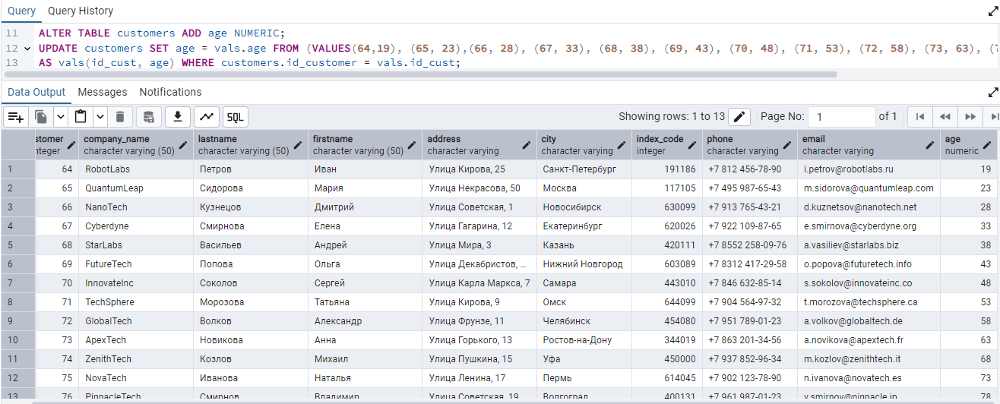 Query Query History
11 ALTER TABLE customers ADD age NUMERIC;
12 UPDATE customers SET age = vals.age FROM (VALUES(64,19), (65, 23),(66, 28), (67, 33), (68, 38), (69, 43), (70, 48), (71, 53), (72, 58), (73, 63), (7
13 AS vals(id_cust, age) WHERE customers.id_customer = vals.id_cust;
Data Output Messages Notifications
SQL Showing rows: 1 to 13 Page No: 1 of 1
stomer company_name lastname firstname address city index_code phone email age
nteger character varying (50) character varying (50) character varying (50) character varying character varying integer character varying character varying numeric
1 64 RobotLabs Петров Иван Улица Кирова, 25 Санкт-Петербург 191186 +7 812 456-78-90 i.petrov@robotlabs.ru 19
2 65 QuantumLeap Сидорова Мария Улица Некрасова, 50 Москва 117105 +7 495 987-65-43 m.sidorova@quantumleap.com 23
3 66 NanoTech Кузнецов Дмитрий Улица Советская, 1 Новосибирск 630099 +7 913 765-43-21 d.kuznetsov@nanotech.net 28
4 67 Cyberdyne Смирнова Елена Улица Гагарина, 12 Екатеринбург 620026 +7 922 109-87-65 e.smirnova@cyberdyne.org 33
5 68 StarLabs Васильев Андрей Улица Мира, 3 Казань 420111 +7 8552 258-09-76 a.vasiliev@starlabs.biz 38
6 69 FutureTech Попова Ольга Улица Декабристов, ... Нижний Новгород 603089 +7 8312 417-29-58 o.popova@futuretech.info 43
7 70 InnovateInc Соколов Сергей Улица Карла Маркса, 7 Самара 443010 +7 846 632-85-14 s.sokolov@innovateinc.co 48
8 71 TechSphere Морозова Татьяна Улица Кирова, 9 Омск 644099 +7 904 564-97-32 t.morozova@techsphere.ca 53
9 72 GlobalTech Волков Александр Улица Фрунзе, 11 Челябинск 454080 +7 951 789-01-23 a.volkov@globaltech.de 58
10 73 ApexTech Новикова Анна Улица Горького, 13 Ростов-на-Дону 344019 +7 863 201-34-56 a.novikova@apextech.fr 63
11 74 ZenithTech Козлов Михаил Улица Пушкина, 15 Уфа 450000 +7 937 852-96-34 m.kozlov@zenithtech.it 68
12 75 NovaTech Иванова Наталья Улица Ленина, 17 Пермь 614045 +7 902 123-78-90 n.ivanova@novatech.es 73
13 76 PinnacleTech Смирнов Владимир Улица Советская, 19 Волгоград 400131 +7 961 987-01-23 v.smirnov@pinnacle.jp 78